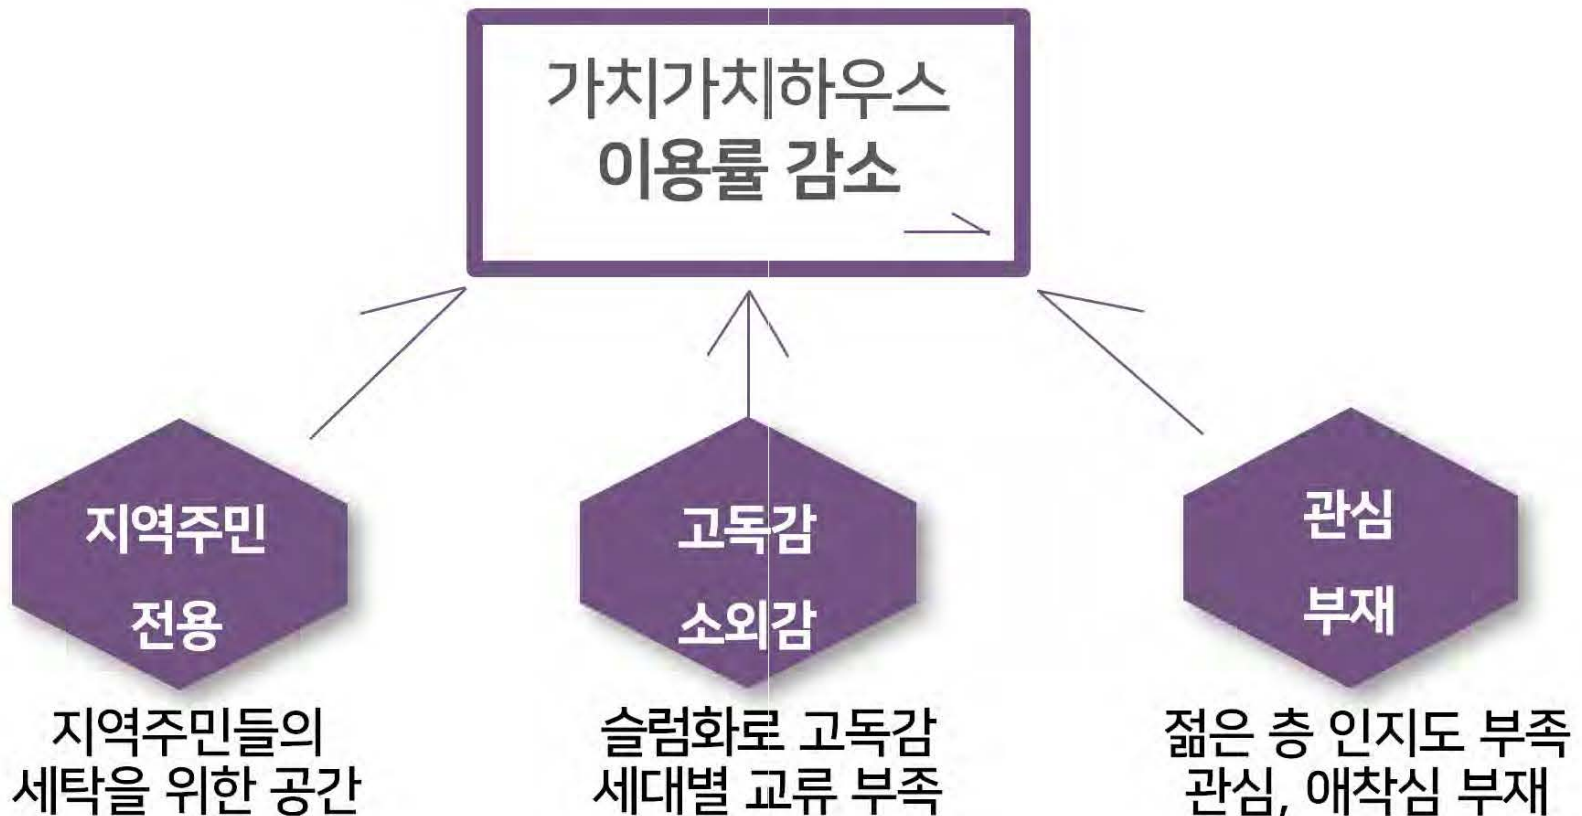 가치가치하우스
이용률 감소
지역주민
전용
지역주민들의
세탁을 위한 공간
고독감
소외감
슬럼화로 고독감
세대별 교류 부족
관심
부재
젊은 층 인지도 부족
관심, 애착심 부재